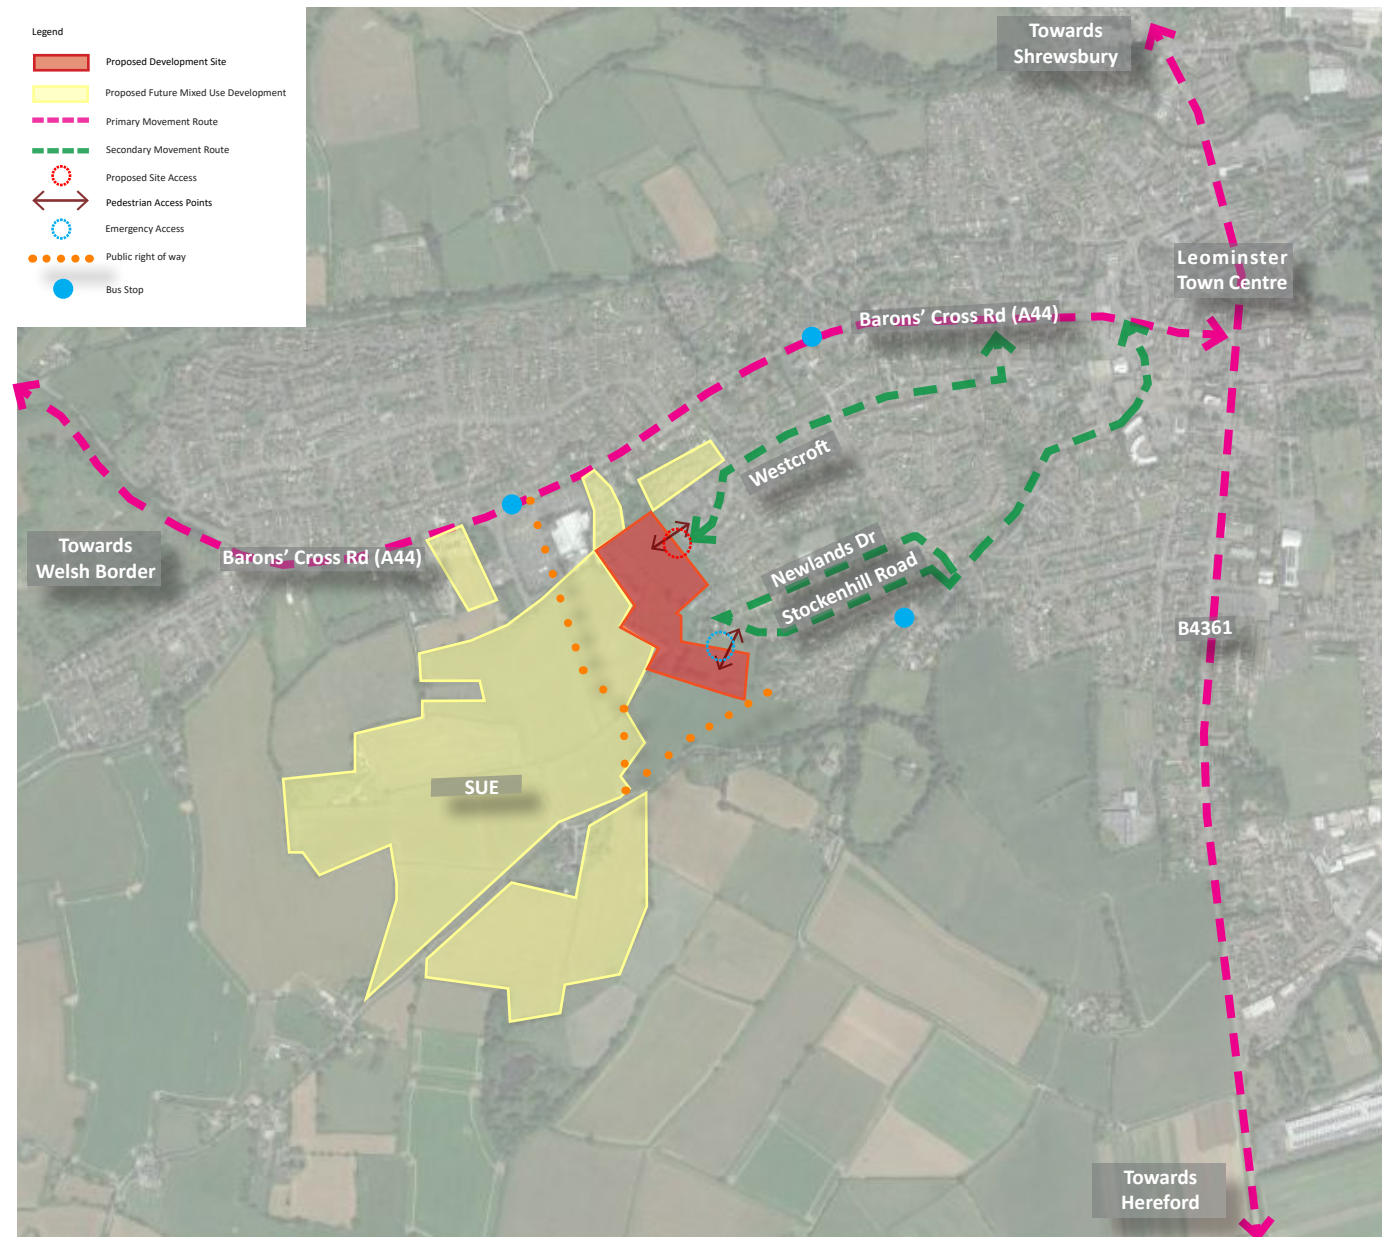 Legend
Proposed Development Site
Proposed Future Mixed Use Development
Primary Movement Route
Secondary Movement Route
Proposed Site Access
Pedestrian Access Points
Emergency Access
Public right of way
Bus Stop
Towards
Shrewsbury
Leominster
Town Centre
Barons' Cross Rd (A44)
Westcroft
Towards
Welsh Border
Barons' Cross Rd (A44)
Newlands Dr
Stockenhill Road
B4361
SUE
Towards
Hereford